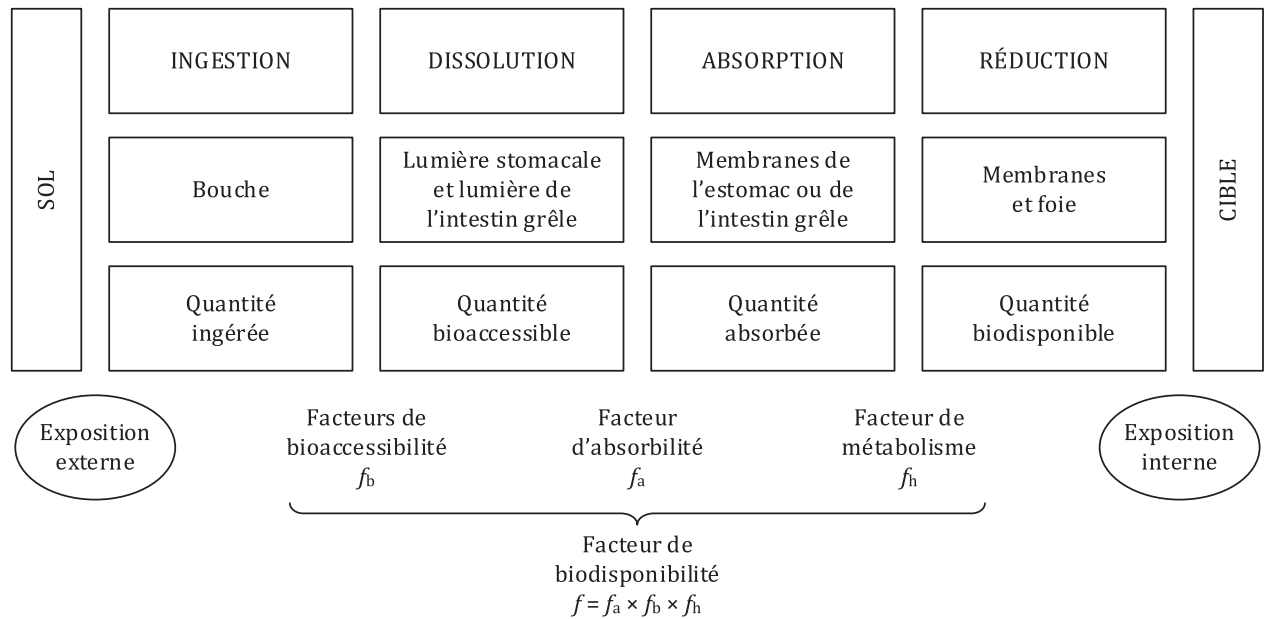 SOL
INGESTION
DISSOLUTION
ABSORPTION
RÉDUCTION
CIBLE
Bouche
Lumière stomacale
et lumière de
l’intestin grêle
Membranes de
l’estomac ou de
l’intestin grêle
Membranes
et foie
Quantité
ingérée
Quantité
bioaccessible
Quantité
absorbée
Quantité
biodisponible
Exposition
externe
Facteurs de
bioaccessibilité
fb
Facteur
d’absorbilité
fa
Facteur de
métabolisme
fh
Exposition
interne
Facteur de
biodisponibilité
f = fa × fb × fh